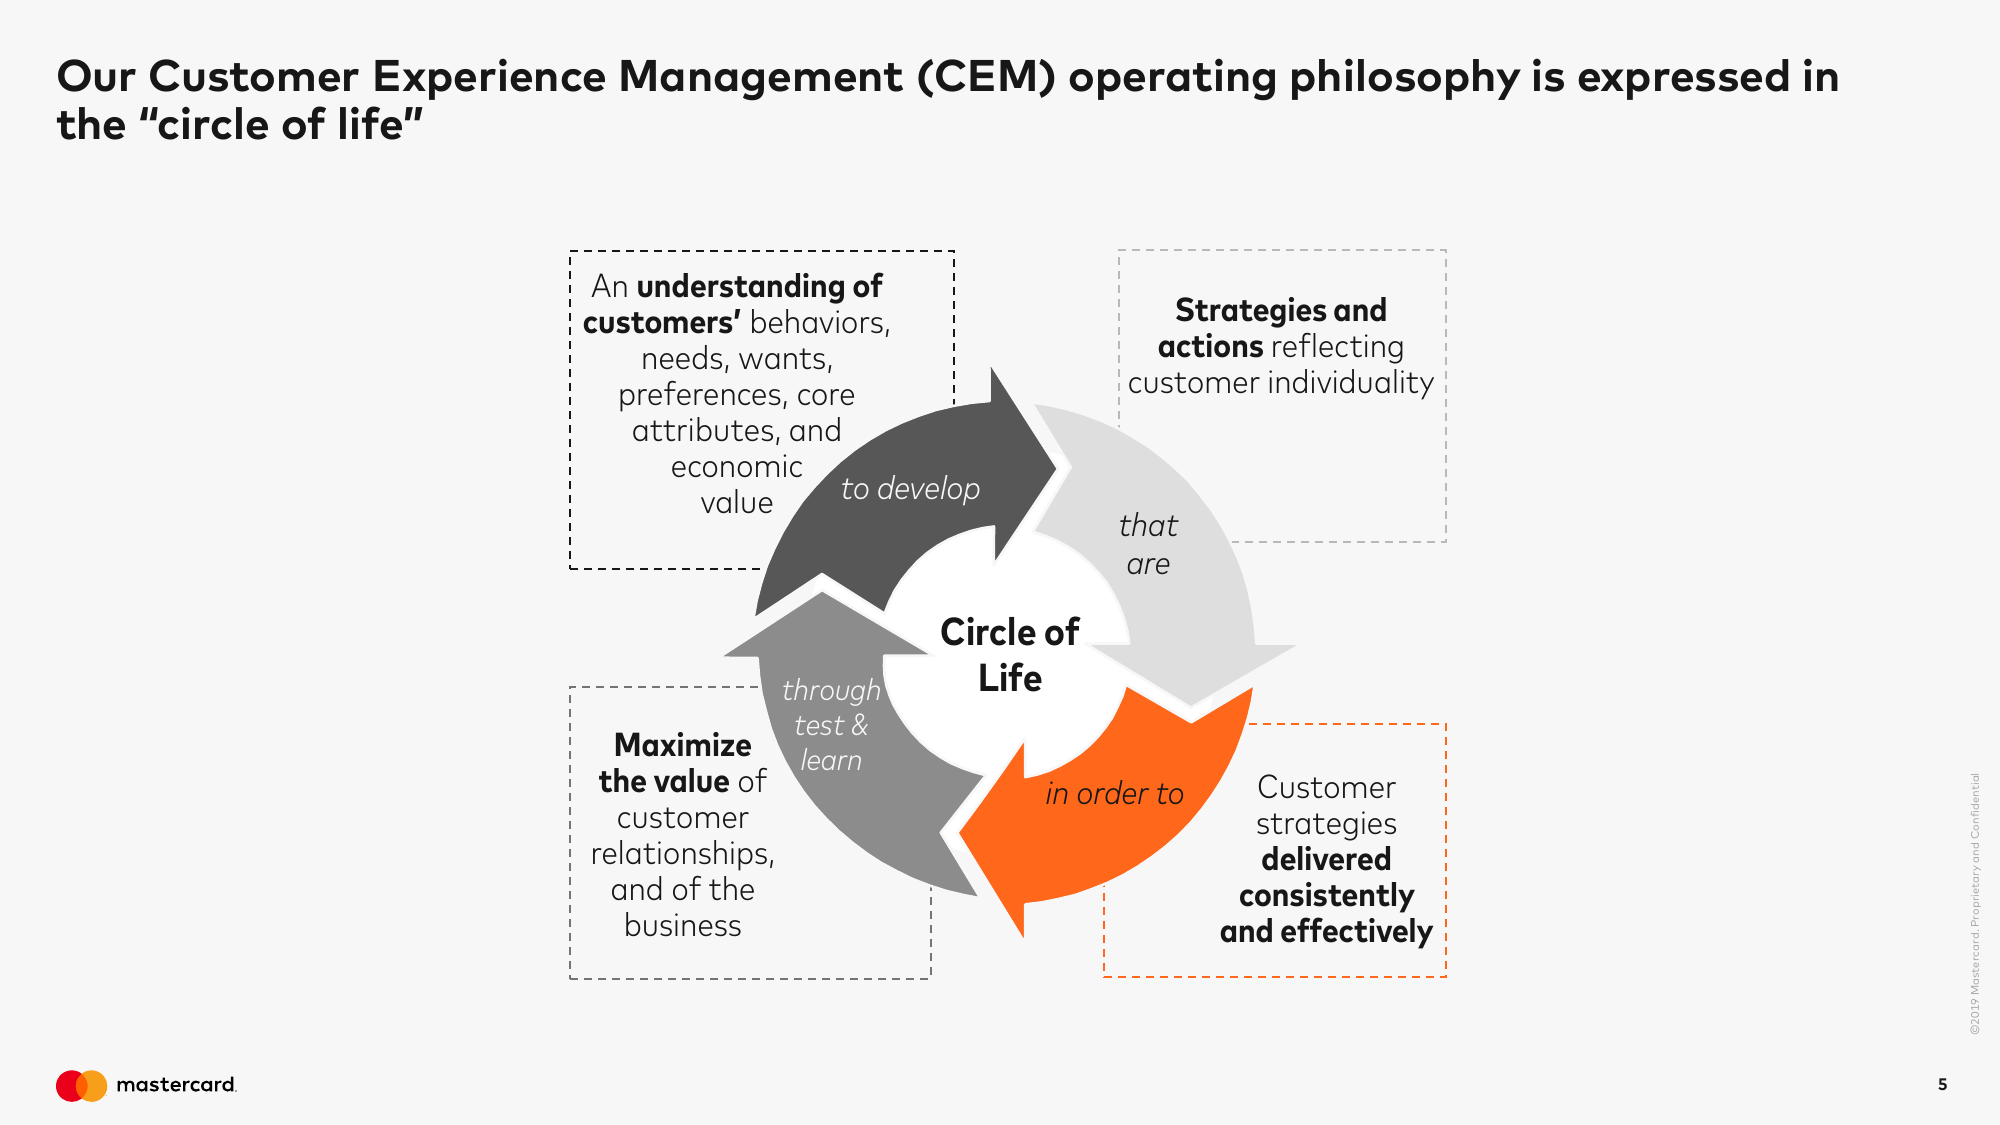 Our Customer Experience Management (CEM) operating philosophy is expressed in
the “circle of life”
An understanding of
customers’ behaviors,
needs, wants,
preferences, core
attributes, and
economic
value
to develop
Strategies and
actions reflecting
customer individuality
that
are
Circle of
Life
Customer
strategies
delivered
consistently
and effectively
in order to
Maximize
the value of
customer
relationships,
and of the
business
through
test &
learn
©2019 Mastercard. Proprietary and Confidential
mastercard.
5